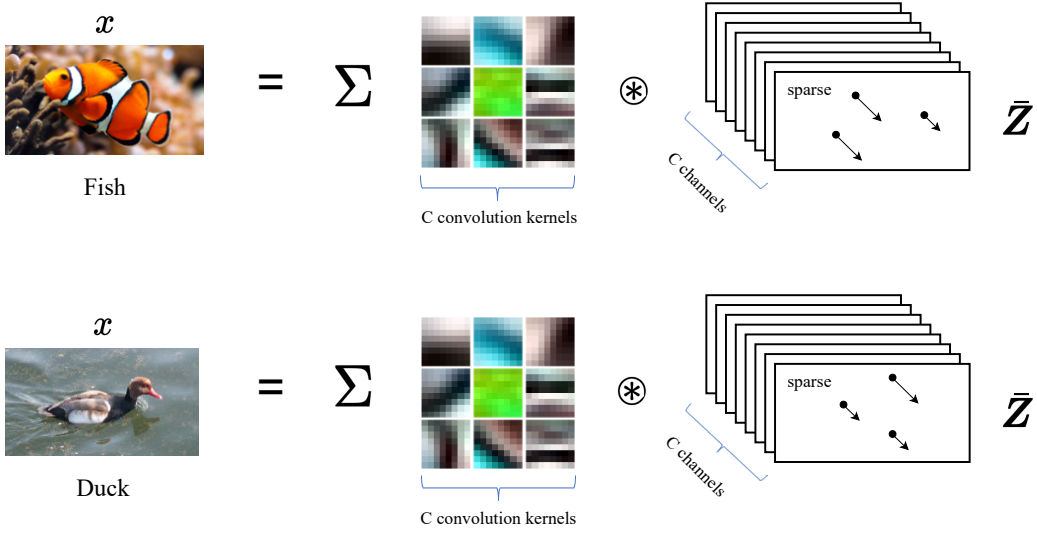 x
= Σ ⊛ sparse Z̄
C channels
Fish
C convolution kernels
x
= Σ ⊛ sparse Z̄
C channels
Duck
C convolution kernels